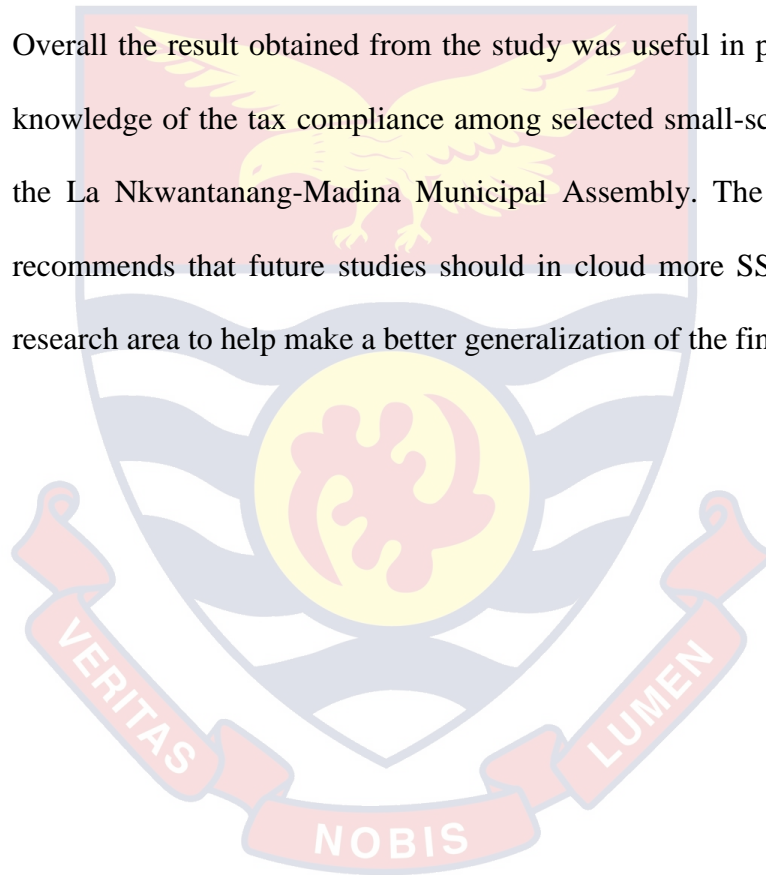 Overall the result obtained from the study was useful in p
knowledge of the tax compliance among selected small-sc
the La Nkwantanang-Madina Municipal Assembly. The
recommends that future studies should in cloud more SS
research area to help make a better generalization of the fin
VERITAS
NOBIS
LUMEN